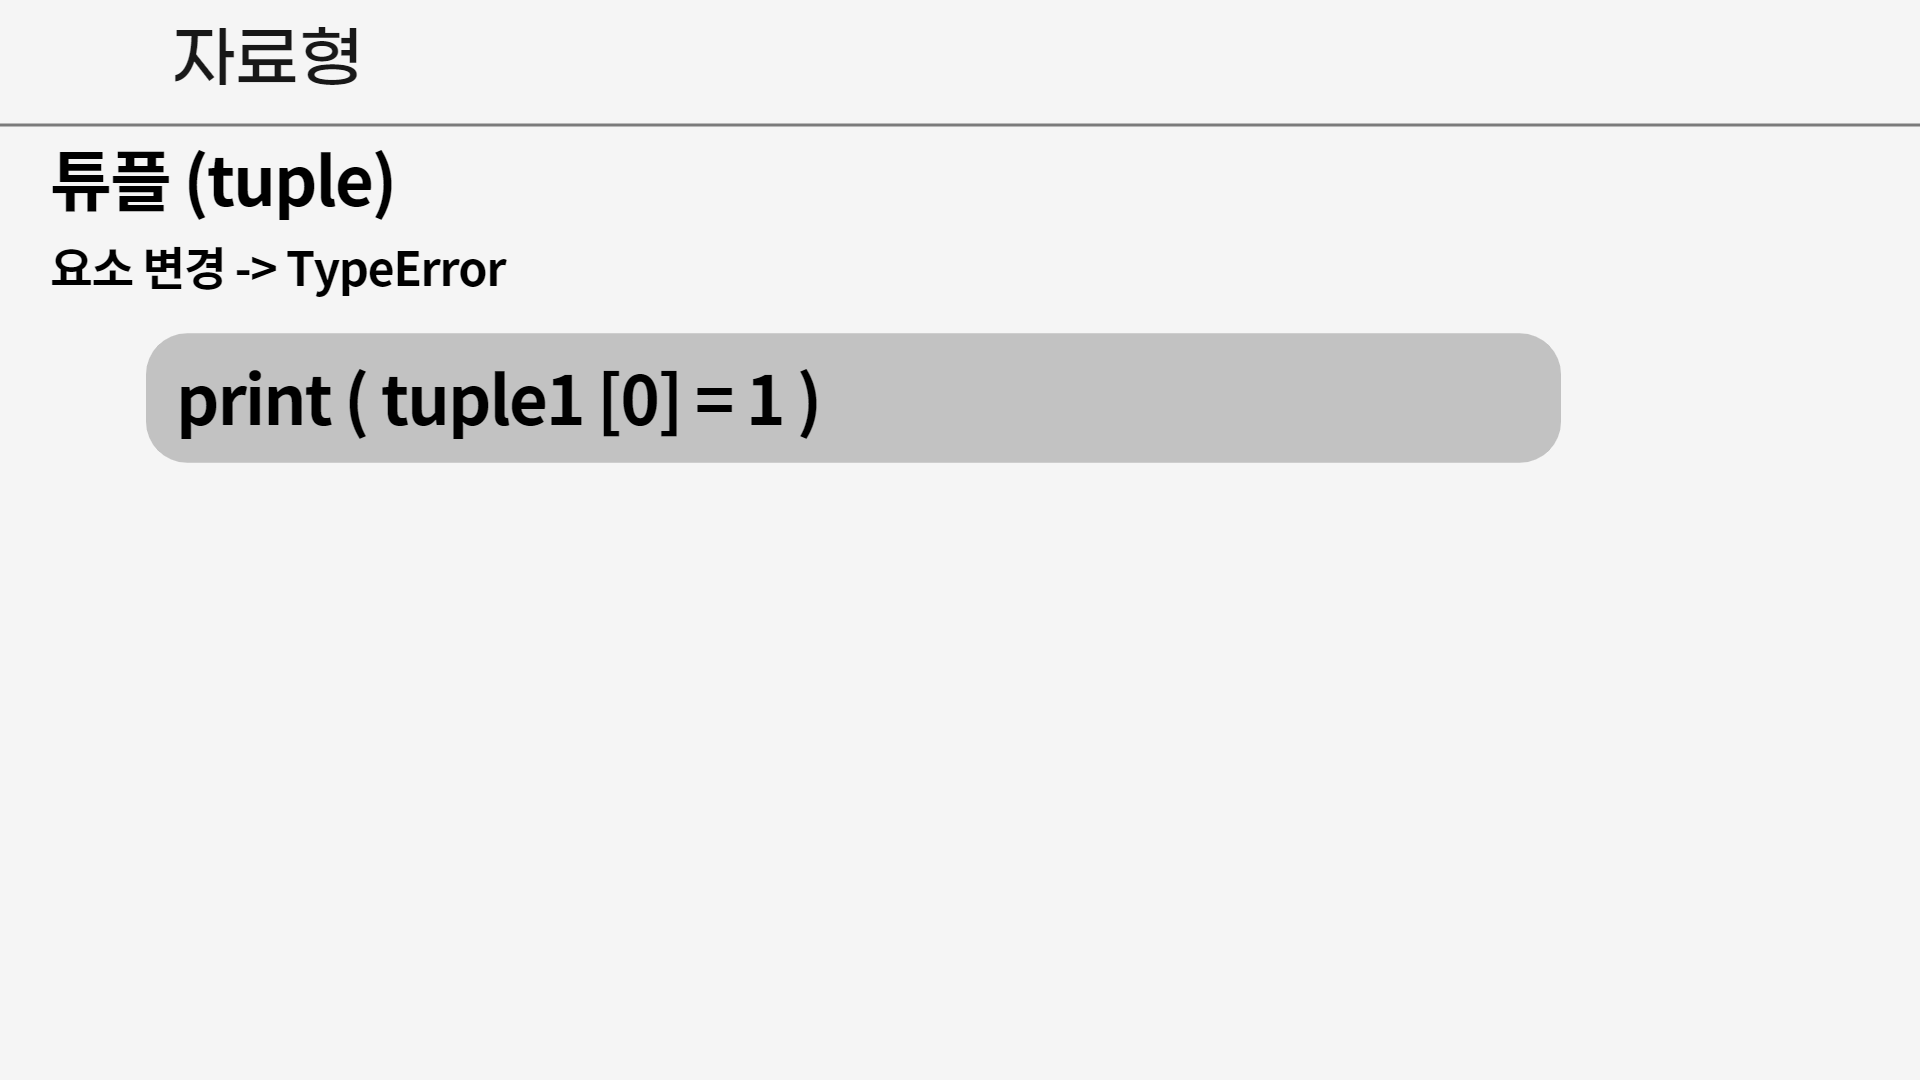 자료형
튜플 (tuple)
요소 변경 -> TypeError
print ( tuple1 [0] = 1 )